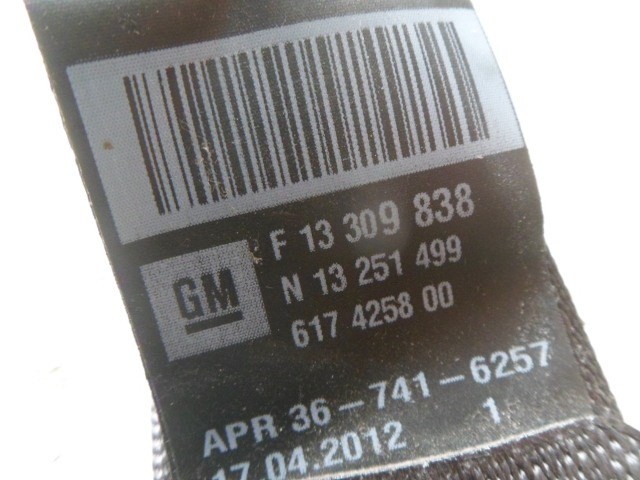 F 13 309 838
GM
N 13 251 499
617 4258 00
APR 36-741-6257
17.04.2012 1